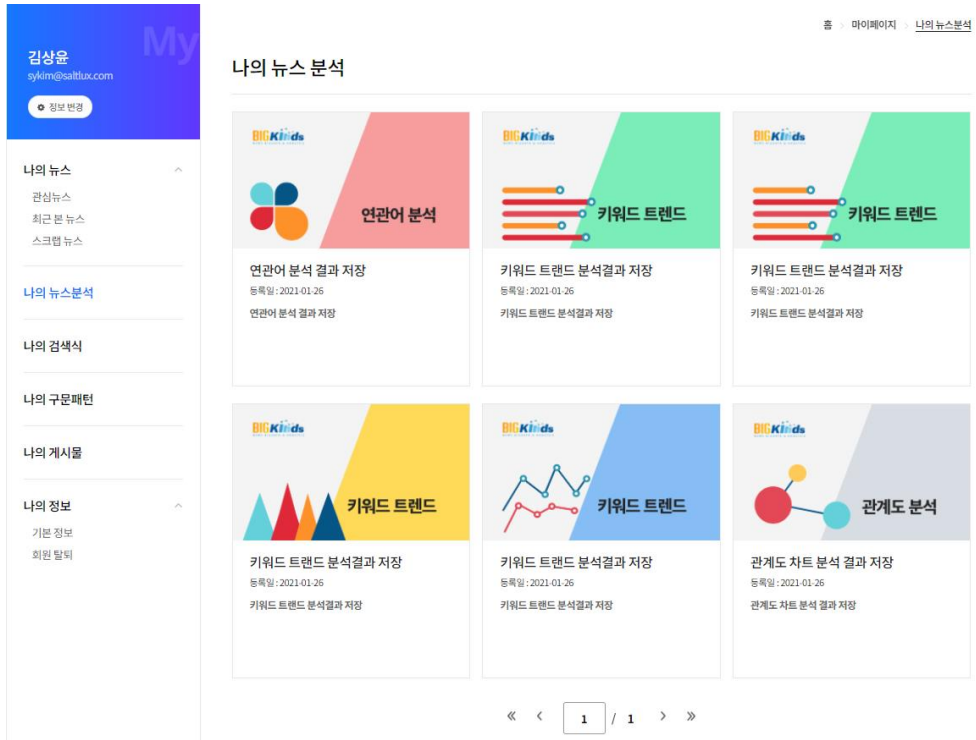 My
김상윤
sykim@saltlux.com
정보 변경
나의 뉴스
관심뉴스
최근 본 뉴스
스크랩 뉴스
나의 뉴스분석
나의 검색식
나의 구문패턴
나의 게시물
나의 정보
기본 정보
회원 탈퇴
홈 > 마이페이지 > 나의 뉴스분석
나의 뉴스 분석
BIGKinds
연관어 분석
연관어 분석 결과 저장
등록일 : 2021-01-26
연관어 분석 결과 저장
BIGKinds
키워드 트렌드
키워드 트랜드 분석결과 저장
등록일 : 2021-01-26
키워드 트랜드 분석결과 저장
BIGKinds
키워드 트렌드
키워드 트랜드 분석결과 저장
등록일 : 2021-01-26
키워드 트랜드 분석결과 저장
BIGKinds
키워드 트렌드
키워드 트랜드 분석결과 저장
등록일 : 2021-01-26
키워드 트랜드 분석결과 저장
BIGKinds
키워드 트렌드
키워드 트랜드 분석결과 저장
등록일 : 2021-01-26
키워드 트랜드 분석결과 저장
BIGKinds
관계도 분석
관계도 차트 분석 결과 저장
등록일 : 2021-01-26
관계도 차트 분석 결과 저장
« ‹ 1 / 1 › »